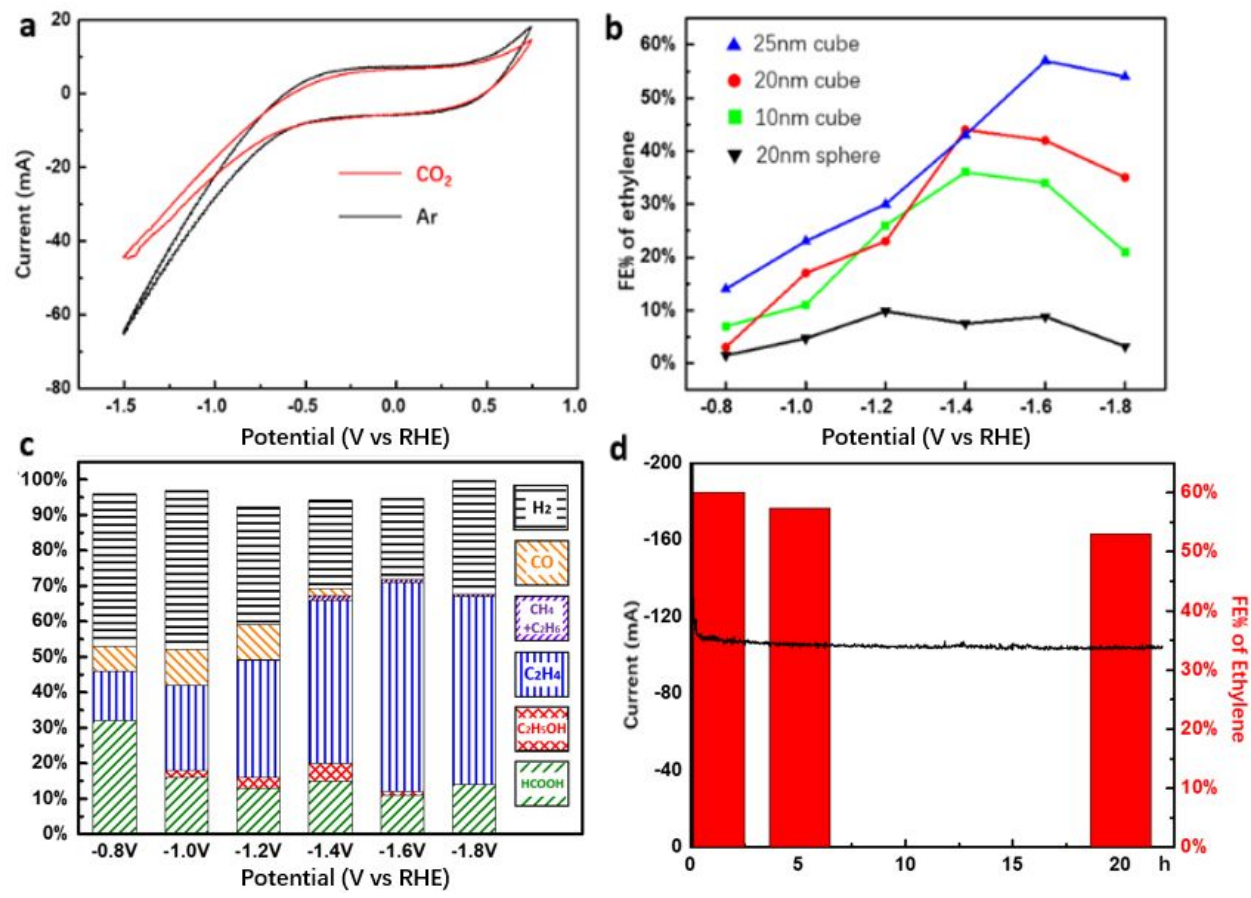 a
20
0
-20
-40
-60
-80
Current (mA)
CO₂
Ar
-1.5
-1.0
-0.5
0.0
0.5
1.0
Potential (V vs RHE)
b
60%
50%
40%
30%
20%
10%
0%
FE% of ethylene
25nm cube
20nm cube
10nm cube
20nm sphere
-0.8
-1.0
-1.2
-1.4
-1.6
-1.8
Potential (V vs RHE)
c
100%
90%
80%
70%
60%
50%
40%
30%
20%
10%
0%
H₂
CO
CH₄
+C₂H₆
C₂H₄
C₂H₅OH
HCOOH
-0.8V
-1.0V
-1.2V
-1.4V
-1.6V
-1.8V
Potential (V vs RHE)
d
-200
-160
-120
-80
-40
0
Current (mA)
60%
50%
40%
30%
20%
10%
0%
FE% of Ethylene
0
5
10
15
20
h